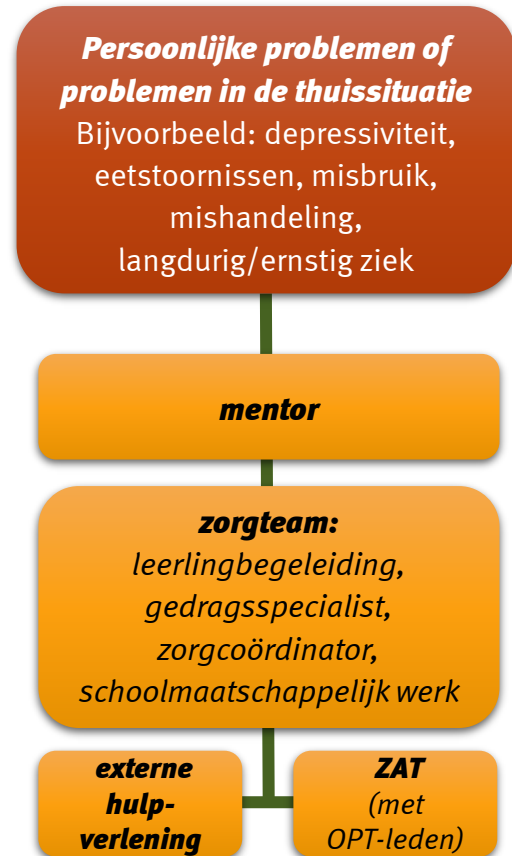 Persoonlijke problemen of
problemen in de thuissituatie
Bijvoorbeeld: depressiviteit,
eetstoornissen, misbruik,
mishandeling,
langdurig/ernstig ziek
mentor
zorgteam:
leerlingbegeleiding,
gedragsspecialist,
zorgcoördinator,
schoolmaatschappelijk werk
externe
hulp-
verlening
ZAT
(met
OPT-leden)